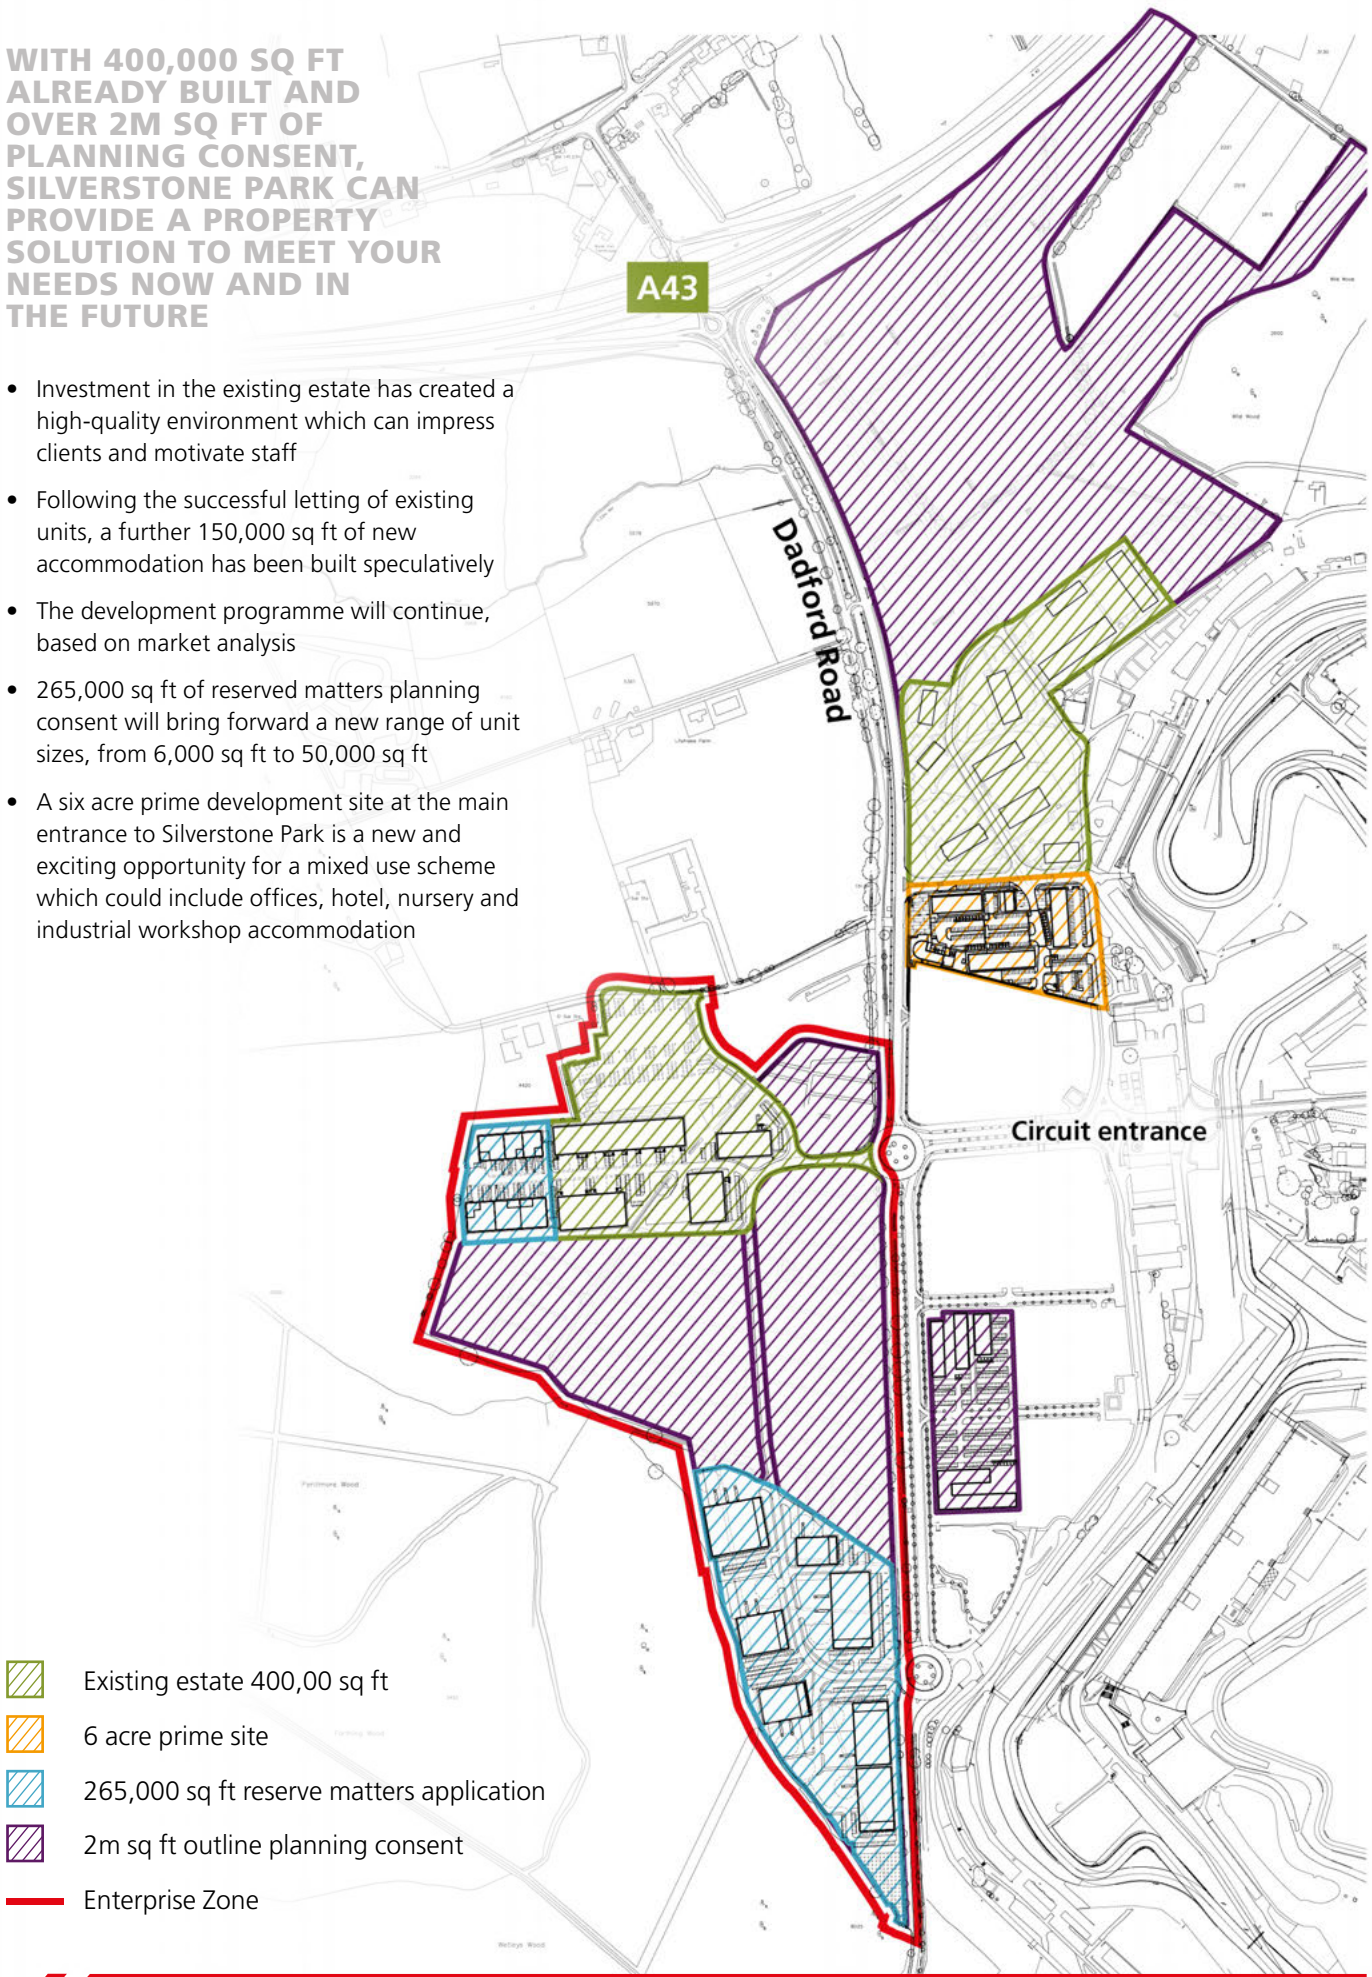 WITH 400,000 SQ FT
ALREADY BUILT AND
OVER 2M SQ FT OF
PLANNING CONSENT,
SILVERSTONE PARK CAN
PROVIDE A PROPERTY
SOLUTION TO MEET YOUR
NEEDS NOW AND IN
THE FUTURE
• Investment in the existing estate has created a
high-quality environment which can impress
clients and motivate staff
• Following the successful letting of existing
units, a further 150,000 sq ft of new
accommodation has been built speculatively
• The development programme will continue,
based on market analysis
• 265,000 sq ft of reserved matters planning
consent will bring forward a new range of unit
sizes, from 6,000 sq ft to 50,000 sq ft
• A six acre prime development site at the main
entrance to Silverstone Park is a new and
exciting opportunity for a mixed use scheme
which could include offices, hotel, nursery and
industrial workshop accommodation
A43
Dadford Road
Circuit entrance
Wild Wood
Wild Wood
Existing estate 400,00 sq ft
6 acre prime site
265,000 sq ft reserve matters application
2m sq ft outline planning consent
Enterprise Zone